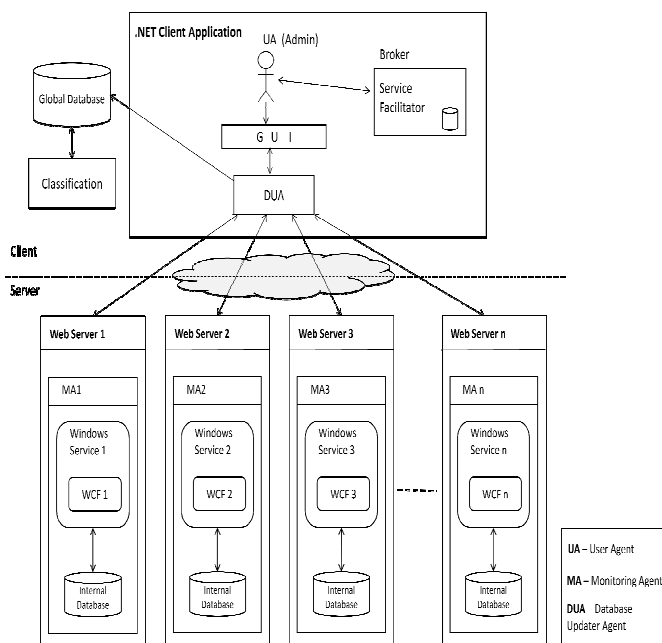 .NET Client Application
UA (Admin)
Broker
Service
Facilitator
Global Database
G U I
Classification
DUA
Client
Server
Web Server 1
Web Server 2
Web Server 3
Web Server n
MA1
MA2
MA3
MA n
Windows
Service 1
Windows
Service 2
Windows
Service 3
Windows
Service n
WCF 1
WCF 2
WCF 3
WCF n
Internal
Database
Internal
Database
Internal
Database
Internal
Database
UA – User Agent
MA – Monitoring Agent
DUA Database
Updater Agent